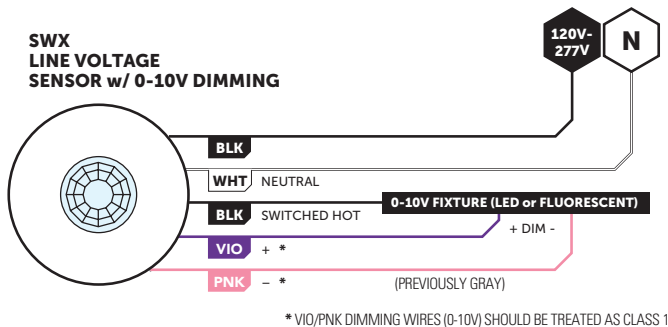 SWX
LINE VOLTAGE
SENSOR w/ 0-10V DIMMING
120V-
277V
N
BLK
WHT NEUTRAL
BLK SWITCHED HOT
0-10V FIXTURE (LED or FLUORESCENT)
+ DIM -
VIO + *
PNK – * (PREVIOUSLY GRAY)
* VIO/PNK DIMMING WIRES (0-10V) SHOULD BE TREATED AS CLASS 1